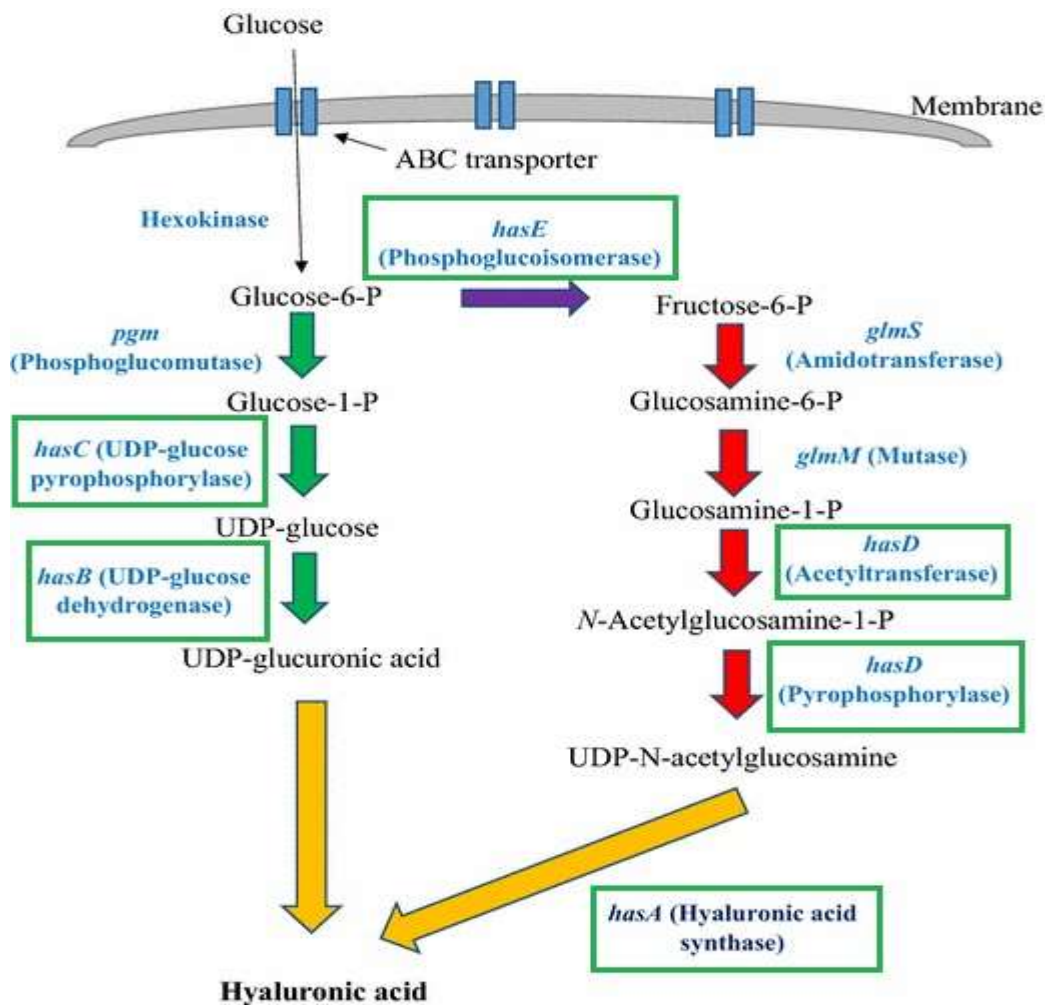 Glucose
Membrane
ABC transporter
Hexokinase
hasE
(Phosphoglucoisomerase)
Glucose-6-P
Fructose-6-P
pgm
(Phosphoglucomutase)
glmS
(Amidotransferase)
Glucose-1-P
Glucosamine-6-P
hasC (UDP-glucose
pyrophosphorylase)
glmM (Mutase)
Glucosamine-1-P
UDP-glucose
hasD
(Acetyltransferase)
hasB (UDP-glucose
dehydrogenase)
N-Acetylglucosamine-1-P
UDP-glucuronic acid
hasD
(Pyrophosphorylase)
UDP-N-acetylglucosamine
hasA (Hyaluronic acid
synthase)
Hyaluronic acid